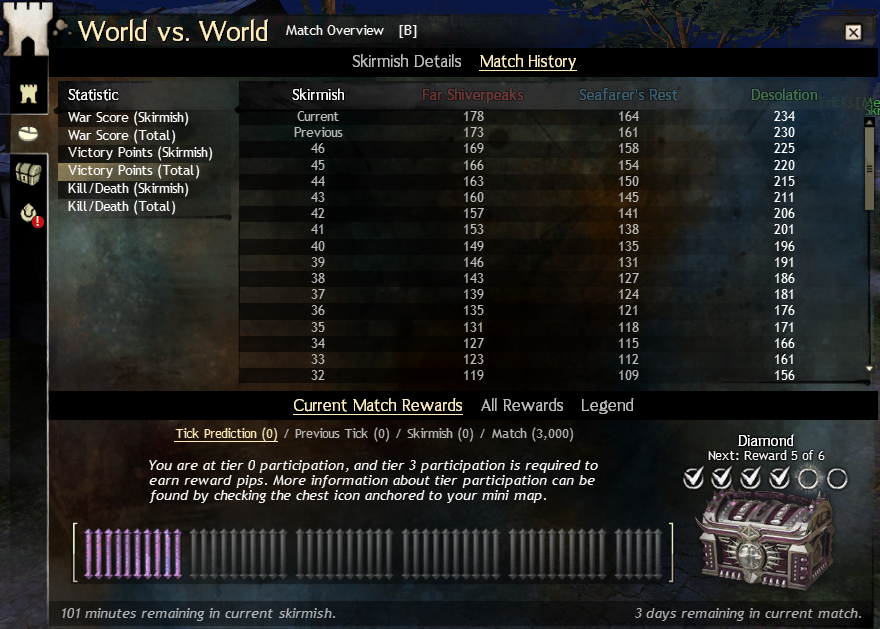 World vs. World Match Overview [B]
Skirmish Details Match History
Statistic Skirmish Far Shiverpeaks Seafarer's Rest Desolation
War Score (Skirmish)
War Score (Total)
Victory Points (Skirmish)
Victory Points (Total)
Kill/Death (Skirmish)
Kill/Death (Total)
Current 178 164 234
Previous 173 161 230
46 169 158 225
45 166 154 220
44 163 150 215
43 160 145 211
42 157 141 206
41 153 138 201
40 149 135 196
39 146 131 191
38 143 127 186
37 139 124 181
36 135 121 176
35 131 118 171
34 127 115 166
33 123 112 161
32 119 109 156
Current Match Rewards All Rewards Legend
Tick Prediction (0) / Previous Tick (0) / Skirmish (0) / Match (3,000)
You are at tier 0 participation, and tier 3 participation is required to
earn reward pips. More information about tier participation can be
found by checking the chest icon anchored to your mini map.
Diamond
Next: Reward 5 of 6
101 minutes remaining in current skirmish.
3 days remaining in current match.